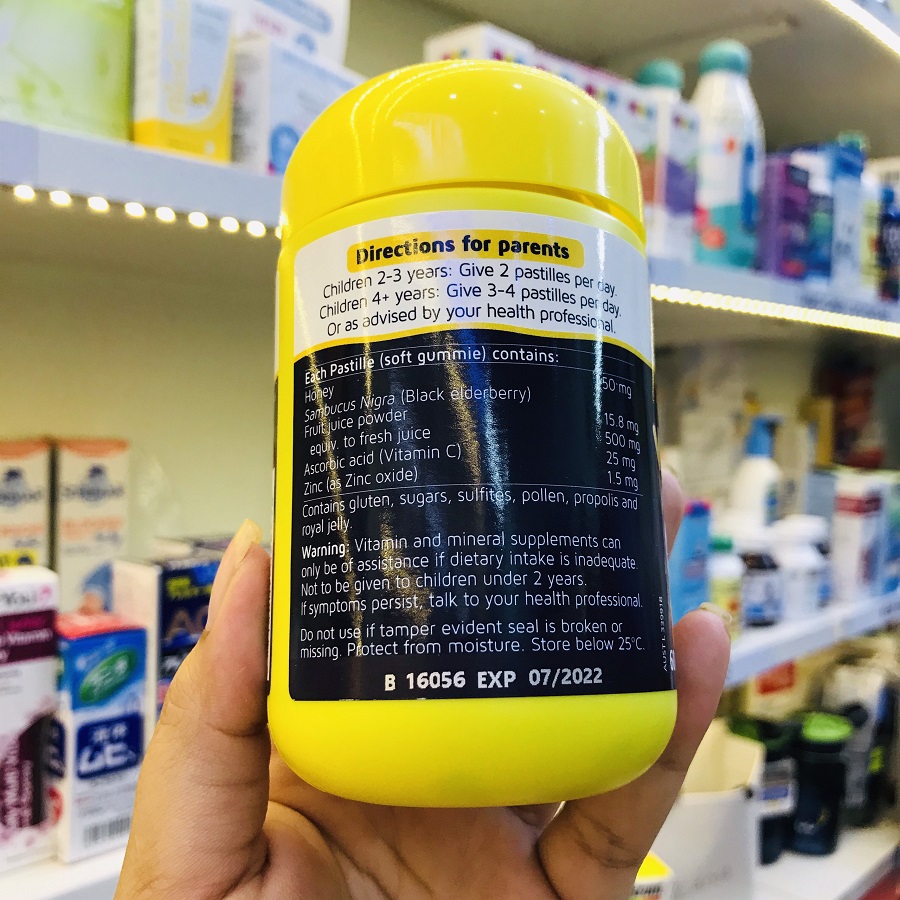 Directions for parents
Children 2-3 years: Give 2 pastilles per day.
Children 4+ years: Give 3-4 pastilles per day.
Or as advised by your health professional.
Each Pastille (soft gummie) contains:
Honey 50 mg
Sambucus Nigra (Black elderberry)
Fruit juice powder 15.8 mg
equiv. to fresh juice 500 mg
Ascorbic acid (Vitamin C) 25 mg
Zinc (as Zinc oxide) 1.5 mg
Contains gluten, sugars, sulfites, pollen, propolis and
royal jelly.
Warning: Vitamin and mineral supplements can
only be of assistance if dietary intake is inadequate.
Not to be given to children under 2 years.
If symptoms persist, talk to your health professional.
Do not use if tamper evident seal is broken or
missing. Protect from moisture. Store below 25°C.
B 16056 EXP 07/2022